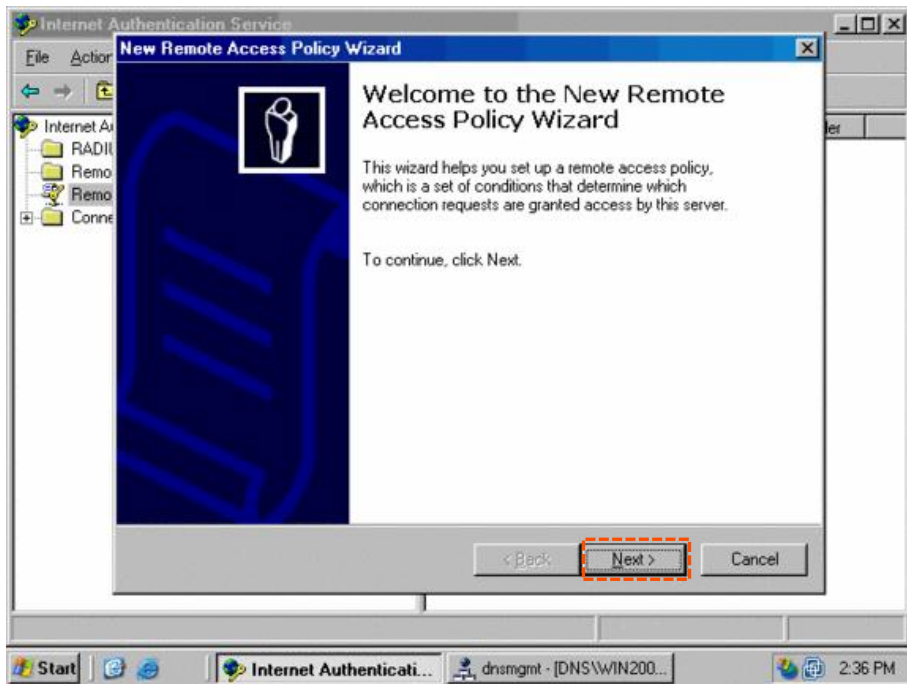 Internet Authentication Service
File Action
New Remote Access Policy Wizard
Internet Au
RADIU
Remo
Remo
Conne
Welcome to the New Remote
Access Policy Wizard
This wizard helps you set up a remote access policy,
which is a set of conditions that determine which
connection requests are granted access by this server.
To continue, click Next.
< Back
Next >
Cancel
Start
Internet Authenticati...
dnsmgmt - [DNS\WIN200...
2:36 PM